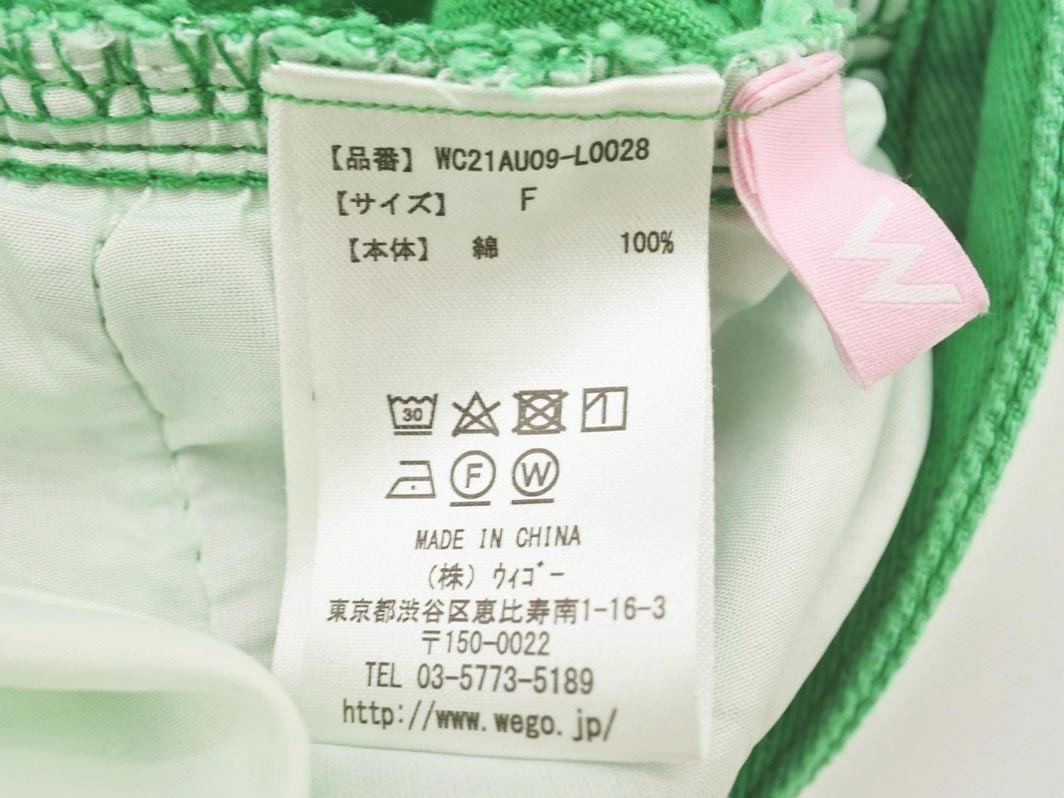 【品番】 WC21AU09-L0028
【サイズ】 F
【本体】 綿 100%
30
F W
MADE IN CHINA
(株) ｳｨｺﾞｰ
東京都渋谷区恵比寿南1-16-3
〒150-0022
TEL 03-5773-5189
http://www.wego.jp/
W